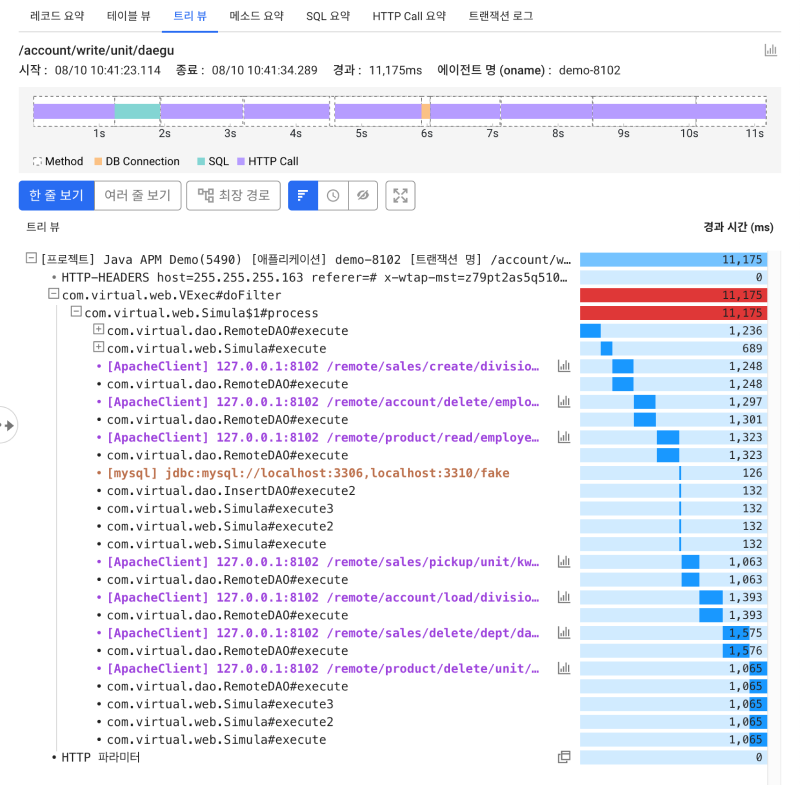 레코드 요약 테이블 뷰 트리 뷰 메소드 요약 SQL 요약 HTTP Call 요약 트랜잭션 로그
/account/write/unit/daegu
시작 : 08/10 10:41:23.114 종료 : 08/10 10:41:34.289 경과 : 11,175ms 에이전트 명 (oname) : demo-8102
1s 2s 3s 4s 5s 6s 7s 8s 9s 10s 11s
Method DB Connection SQL HTTP Call
한 줄 보기 여러 줄 보기 최장 경로
트리 뷰 경과 시간 (ms)
[프로젝트] Java APM Demo(5490) [애플리케이션] demo-8102 [트랜잭션 명] /account/w… 11,175
HTTP-HEADERS host=255.255.255.163 referer=# x-wtap-mst=z79pt2as5q510… 0
com.virtual.web.VExec#doFilter 11,175
com.virtual.web.Simula$1#process 11,175
com.virtual.dao.RemoteDAO#execute 1,236
com.virtual.web.Simula#execute 689
[ApacheClient] 127.0.0.1:8102 /remote/sales/create/divisio… 1,248
com.virtual.dao.RemoteDAO#execute 1,248
[ApacheClient] 127.0.0.1:8102 /remote/account/delete/emplo… 1,297
com.virtual.dao.RemoteDAO#execute 1,301
[ApacheClient] 127.0.0.1:8102 /remote/product/read/employe… 1,323
com.virtual.dao.RemoteDAO#execute 1,323
[mysql] jdbc:mysql://localhost:3306,localhost:3310/fake 126
com.virtual.dao.InsertDAO#execute2 132
com.virtual.web.Simula#execute3 132
com.virtual.web.Simula#execute2 132
com.virtual.web.Simula#execute 132
[ApacheClient] 127.0.0.1:8102 /remote/sales/pickup/unit/kw… 1,063
com.virtual.dao.RemoteDAO#execute 1,063
[ApacheClient] 127.0.0.1:8102 /remote/account/load/divisio… 1,393
com.virtual.dao.RemoteDAO#execute 1,393
[ApacheClient] 127.0.0.1:8102 /remote/sales/delete/dept/da… 1,575
com.virtual.dao.RemoteDAO#execute 1,576
[ApacheClient] 127.0.0.1:8102 /remote/product/delete/unit/… 1,065
com.virtual.dao.RemoteDAO#execute 1,065
com.virtual.web.Simula#execute3 1,065
com.virtual.web.Simula#execute2 1,065
com.virtual.web.Simula#execute 1,065
HTTP 파라미터 0